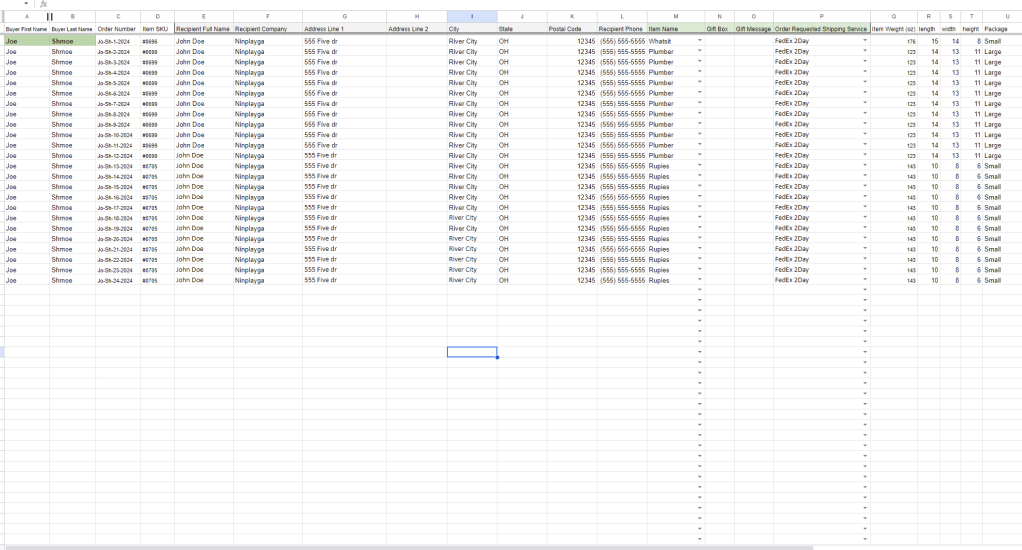 fx
A B C D E F G H I J K L M N O P Q R S T U
Buyer First Name Buyer Last Name Order Number Item SKU Recipient Full Name Recipient Company Address Line 1 Address Line 2 City State Postal Code Recipient Phone Item Name Gift Box Gift Message Order Requested Shipping Service Item Weight (oz) length width height Package
Joe Shmoe Jo-Sh-1-2024 #0695 John Doe Ninplayga 555 Five dr River City OH 12345 (555) 555-5555 Whatsit FedEx 2Day 176 15 14 8 Small
Joe Shmoe Jo-Sh-2-2024 #0699 John Doe Ninplayga 555 Five dr River City OH 12345 (555) 555-5555 Plumber FedEx 2Day 123 14 13 11 Large
Joe Shmoe Jo-Sh-3-2024 #0699 John Doe Ninplayga 555 Five dr River City OH 12345 (555) 555-5555 Plumber FedEx 2Day 123 14 13 11 Large
Joe Shmoe Jo-Sh-4-2024 #0699 John Doe Ninplayga 555 Five dr River City OH 12345 (555) 555-5555 Plumber FedEx 2Day 123 14 13 11 Large
Joe Shmoe Jo-Sh-5-2024 #0699 John Doe Ninplayga 555 Five dr River City OH 12345 (555) 555-5555 Plumber FedEx 2Day 123 14 13 11 Large
Joe Shmoe Jo-Sh-6-2024 #0699 John Doe Ninplayga 555 Five dr River City OH 12345 (555) 555-5555 Plumber FedEx 2Day 123 14 13 11 Large
Joe Shmoe Jo-Sh-7-2024 #0699 John Doe Ninplayga 555 Five dr River City OH 12345 (555) 555-5555 Plumber FedEx 2Day 123 14 13 11 Large
Joe Shmoe Jo-Sh-8-2024 #0699 John Doe Ninplayga 555 Five dr River City OH 12345 (555) 555-5555 Plumber FedEx 2Day 123 14 13 11 Large
Joe Shmoe Jo-Sh-9-2024 #0699 John Doe Ninplayga 555 Five dr River City OH 12345 (555) 555-5555 Plumber FedEx 2Day 123 14 13 11 Large
Joe Shmoe Jo-Sh-10-2024 #0699 John Doe Ninplayga 555 Five dr River City OH 12345 (555) 555-5555 Plumber FedEx 2Day 123 14 13 11 Large
Joe Shmoe Jo-Sh-11-2024 #0699 John Doe Ninplayga 555 Five dr River City OH 12345 (555) 555-5555 Plumber FedEx 2Day 123 14 13 11 Large
Joe Shmoe Jo-Sh-12-2024 #0699 John Doe Ninplayga 555 Five dr River City OH 12345 (555) 555-5555 Plumber FedEx 2Day 123 14 13 11 Large
Joe Shmoe Jo-Sh-13-2024 #0705 John Doe Ninplayga 555 Five dr River City OH 12345 (555) 555-5555 Rupies FedEx 2Day 143 10 8 6 Small
Joe Shmoe Jo-Sh-14-2024 #0705 John Doe Ninplayga 555 Five dr River City OH 12345 (555) 555-5555 Rupies FedEx 2Day 143 10 8 6 Small
Joe Shmoe Jo-Sh-15-2024 #0705 John Doe Ninplayga 555 Five dr River City OH 12345 (555) 555-5555 Rupies FedEx 2Day 143 10 8 6 Small
Joe Shmoe Jo-Sh-16-2024 #0705 John Doe Ninplayga 555 Five dr River City OH 12345 (555) 555-5555 Rupies FedEx 2Day 143 10 8 6 Small
Joe Shmoe Jo-Sh-17-2024 #0705 John Doe Ninplayga 555 Five dr River City OH 12345 (555) 555-5555 Rupies FedEx 2Day 143 10 8 6 Small
Joe Shmoe Jo-Sh-18-2024 #0705 John Doe Ninplayga 555 Five dr River City OH 12345 (555) 555-5555 Rupies FedEx 2Day 143 10 8 6 Small
Joe Shmoe Jo-Sh-19-2024 #0705 John Doe Ninplayga 555 Five dr River City OH 12345 (555) 555-5555 Rupies FedEx 2Day 143 10 8 6 Small
Joe Shmoe Jo-Sh-20-2024 #0705 John Doe Ninplayga 555 Five dr River City OH 12345 (555) 555-5555 Rupies FedEx 2Day 143 10 8 6 Small
Joe Shmoe Jo-Sh-21-2024 #0705 John Doe Ninplayga 555 Five dr River City OH 12345 (555) 555-5555 Rupies FedEx 2Day 143 10 8 6 Small
Joe Shmoe Jo-Sh-22-2024 #0705 John Doe Ninplayga 555 Five dr River City OH 12345 (555) 555-5555 Rupies FedEx 2Day 143 10 8 6 Small
Joe Shmoe Jo-Sh-23-2024 #0705 John Doe Ninplayga 555 Five dr River City OH 12345 (555) 555-5555 Rupies FedEx 2Day 143 10 8 6 Small
Joe Shmoe Jo-Sh-24-2024 #0705 John Doe Ninplayga 555 Five dr River City OH 12345 (555) 555-5555 Rupies FedEx 2Day 143 10 8 6 Small